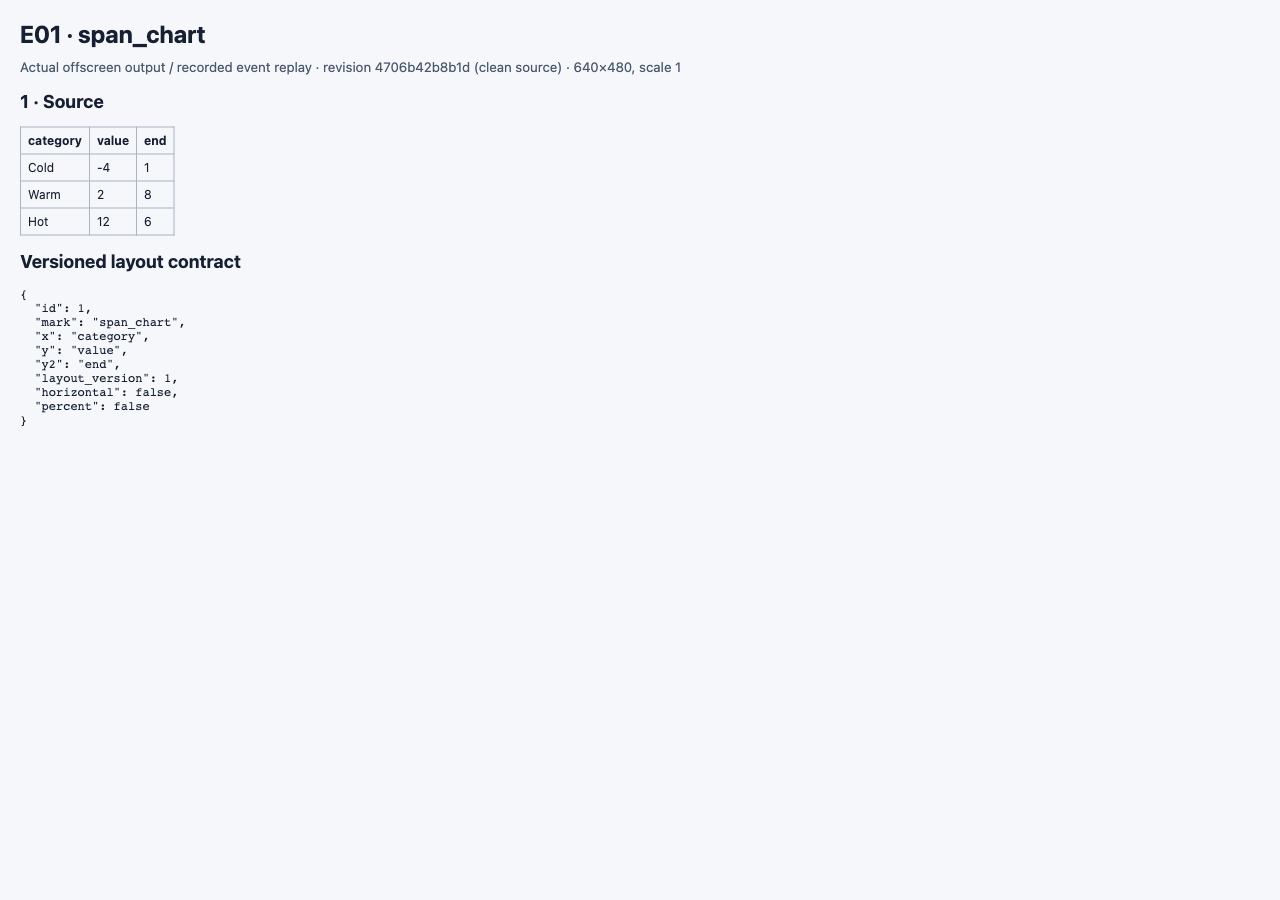 E01 · span_chart
Actual offscreen output / recorded event replay · revision 4706b42b8b1d (clean source) · 640×480, scale 1
1 · Source
category value end
Cold -4 1
Warm 2 8
Hot 12 6
Versioned layout contract
{
  "id": 1,
  "mark": "span_chart",
  "x": "category",
  "y": "value",
  "y2": "end",
  "layout_version": 1,
  "horizontal": false,
  "percent": false
}